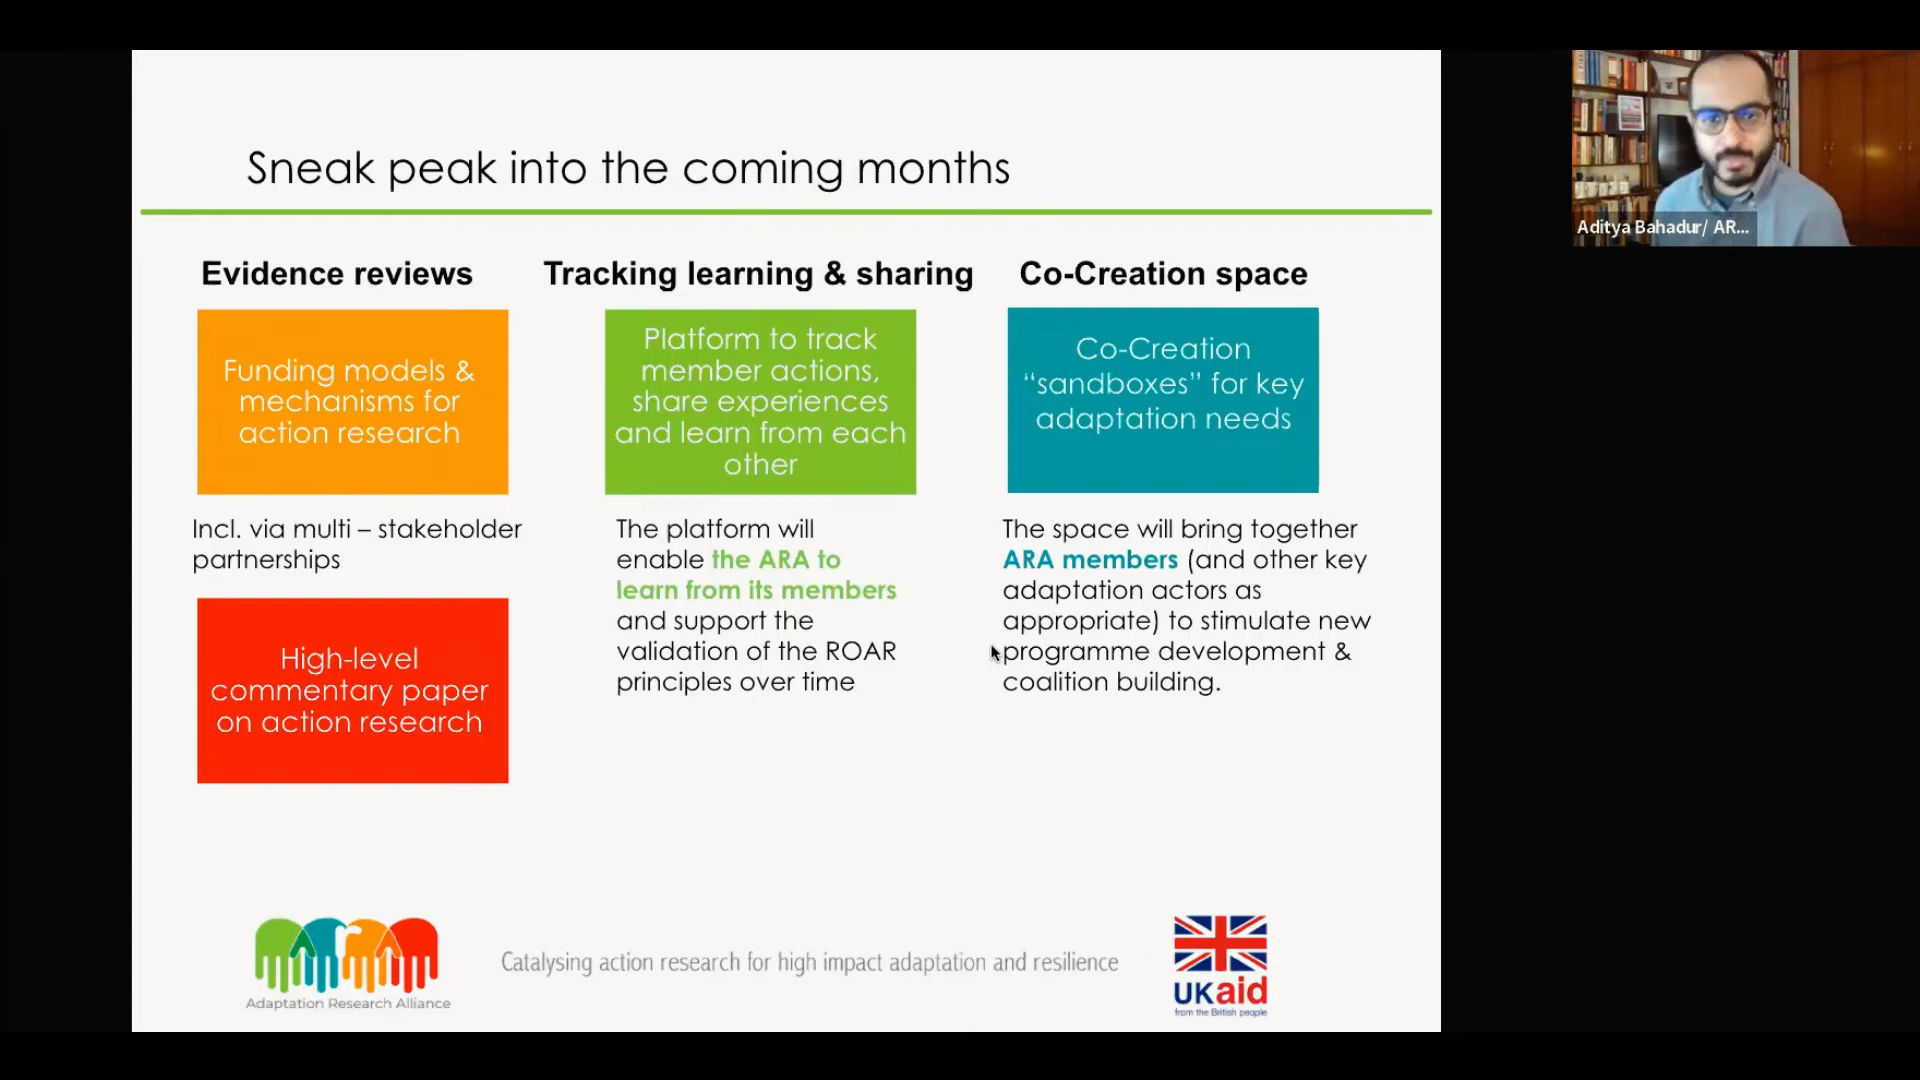 Sneak peak into the coming months
Evidence reviews
Funding models &
mechanisms for
action research
Incl. via multi – stakeholder
partnerships
High-level
commentary paper
on action research
Tracking learning & sharing
Platform to track
member actions,
share experiences
and learn from each
other
The platform will
enable the ARA to
learn from its members
and support the
validation of the ROAR
principles over time
Co-Creation space
Co-Creation
“sandboxes” for key
adaptation needs
The space will bring together
ARA members (and other key
adaptation actors as
appropriate) to stimulate new
programme development &
coalition building.
Adaptation Research Alliance
Catalysing action research for high impact adaptation and resilience
UKaid
from the British people
Aditya Bahadur/ AR...